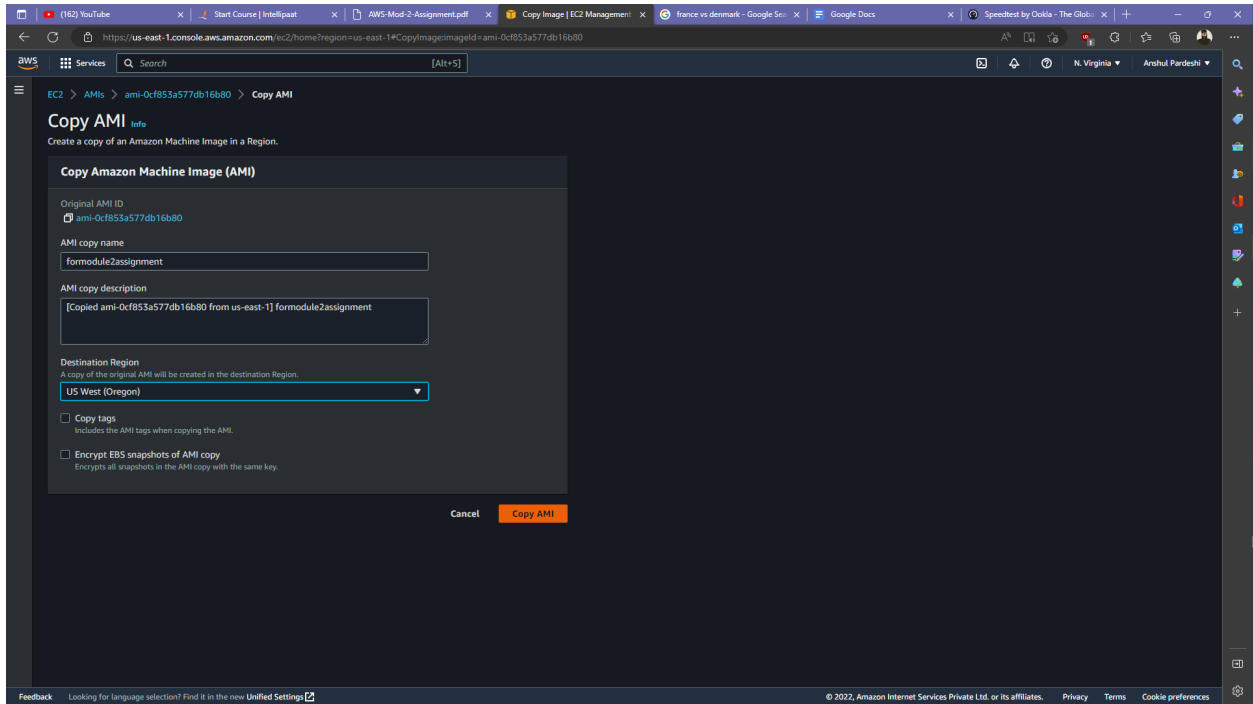 (162) YouTube
Start Course | Intellipaat
AWS-Mod-2-Assignment.pdf
Copy Image | EC2 Management
france vs denmark - Google Sea
Google Docs
Speedtest by Ookla - The Globa
https://us-east-1.console.aws.amazon.com/ec2/home?region=us-east-1#CopyImage:imageId=ami-0cf853a577db16b80
aws
Services
Search
[Alt+S]
N. Virginia
Anshul Pardeshi
EC2 > AMIs > ami-0cf853a577db16b80 > Copy AMI
Copy AMI Info
Create a copy of an Amazon Machine Image in a Region.
Copy Amazon Machine Image (AMI)
Original AMI ID
ami-0cf853a577db16b80
AMI copy name
formodule2assignment
AMI copy description
[Copied ami-0cf853a577db16b80 from us-east-1] formodule2assignment
Destination Region
A copy of the original AMI will be created in the destination Region.
US West (Oregon)
Copy tags
Includes the AMI tags when copying the AMI.
Encrypt EBS snapshots of AMI copy
Encrypts all snapshots in the AMI copy with the same key.
Cancel
Copy AMI
Feedback
Looking for language selection? Find it in the new Unified Settings
© 2022, Amazon Internet Services Private Ltd. or its affiliates.
Privacy
Terms
Cookie preferences